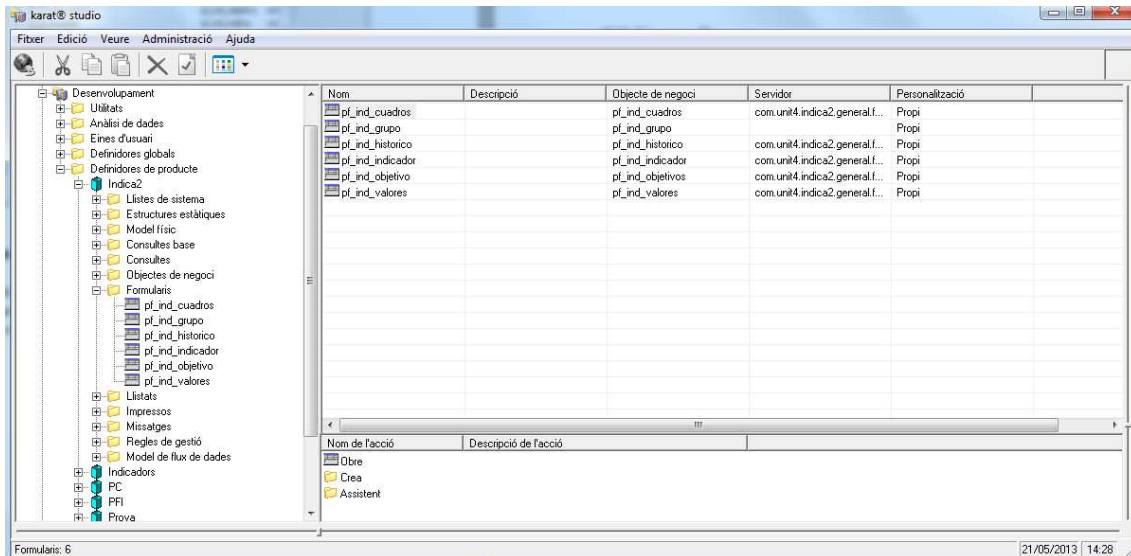 karat® studio
Fitxer Edició Veure Administració Ajuda
Desenvolupament
Utilitats
Anàlisi de dades
Eines d'usuari
Definidores globals
Definidores de producte
Indica2
Llistes de sistema
Estructures estàtiques
Model físic
Consultes base
Consultes
Objectes de negoci
Formularis
pf_ind_cuadros
pf_ind_grupo
pf_ind_historico
pf_ind_indicador
pf_ind_objetivo
pf_ind_valores
Llistats
Impressos
Missatges
Regles de gestió
Model de flux de dades
Indicadors
PC
PFI
Prova
Nom Descripció Objecte de negoci Servidor Personalització
pf_ind_cuadros pf_ind_cuadros com.unit4.indica2.general.f... Propi
pf_ind_grupo pf_ind_grupo Propi
pf_ind_historico pf_ind_historico com.unit4.indica2.general.f... Propi
pf_ind_indicador pf_ind_indicador com.unit4.indica2.general.f... Propi
pf_ind_objetivo pf_ind_objetivos com.unit4.indica2.general.f... Propi
pf_ind_valores pf_ind_valores com.unit4.indica2.general.f... Propi
Nom de l'acció Descripció de l'acció
Obre
Crea
Assistent
Formularis: 6 21/05/2013 14:28